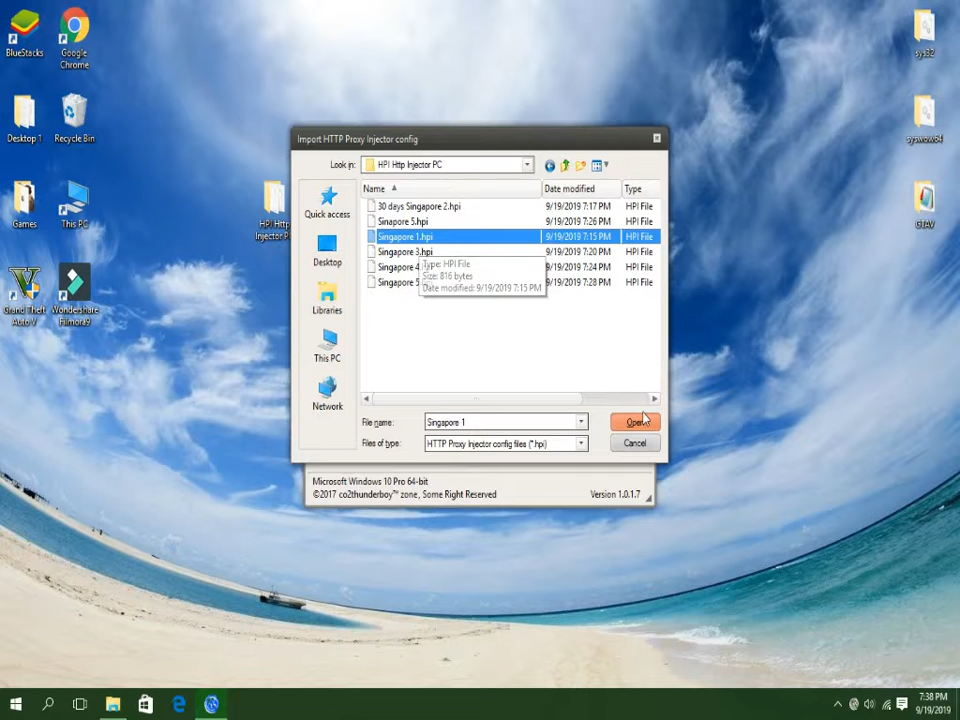 BlueStacks
Google
Chrome
sys32
Desktop 1
Recycle Bin
syswow64
Games
This PC
HPI Http
Injector PC
GTAV
Grand Theft
Auto V
Wondershare
Filmora9
Import HTTP Proxy Injector config
Look in:
HPI Http Injector PC
Name
Date modified
Type
30 days Singapore 2.hpi
9/19/2019 7:17 PM
HPI File
Sinapore 5.hpi
9/19/2019 7:26 PM
HPI File
Singapore 1.hpi
9/19/2019 7:15 PM
HPI File
Singapore 3.hpi
9/19/2019 7:20 PM
HPI File
Singapore 4
9/19/2019 7:24 PM
HPI File
Singapore 5
9/19/2019 7:28 PM
HPI File
Type: HPI File
Size: 816 bytes
Date modified: 9/19/2019 7:15 PM
Quick access
Desktop
Libraries
This PC
Network
File name:
Singapore 1
Open
Files of type:
HTTP Proxy Injector config files (*.hpi)
Cancel
Microsoft Windows 10 Pro 64-bit
©2017 co2thunderboy™ zone, Some Right Reserved
Version 1.0.1.7
7:38 PM
9/19/2019